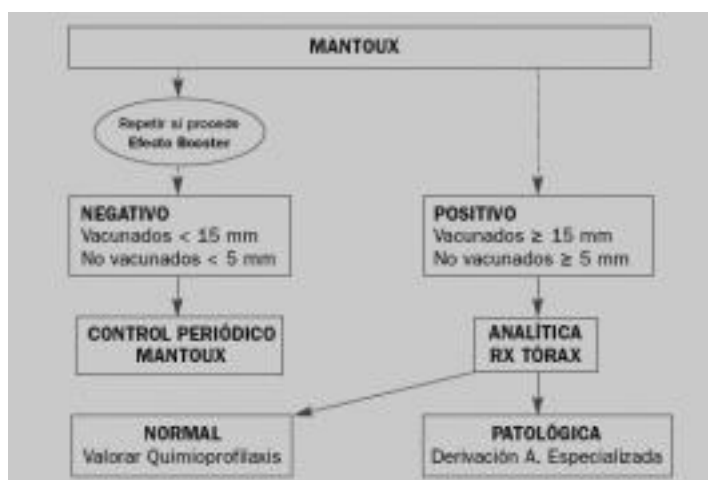 MANTOUX
Repetir si procede
Efecto Booster
NEGATIVO
Vacunados < 15 mm
No vacunados < 5 mm
POSITIVO
Vacunados ≥ 15 mm
No vacunados ≥ 5 mm
CONTROL PERIÓDICO
MANTOUX
ANALÍTICA
RX TÓRAX
NORMAL
Valorar Quimioprofilaxis
PATOLÓGICA
Derivación A. Especializada